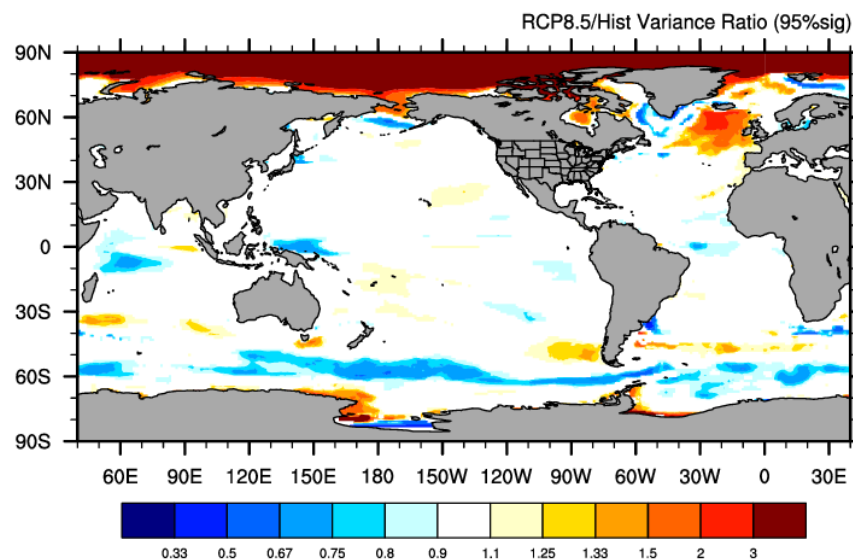 RCP8.5/Hist Variance Ratio (95%sig)
90N
60N
30N
0
30S
60S
90S
60E 90E 120E 150E 180 150W 120W 90W 60W 30W 0 30E
0.33 0.5 0.67 0.75 0.8 0.9 1.1 1.25 1.33 1.5 2 3